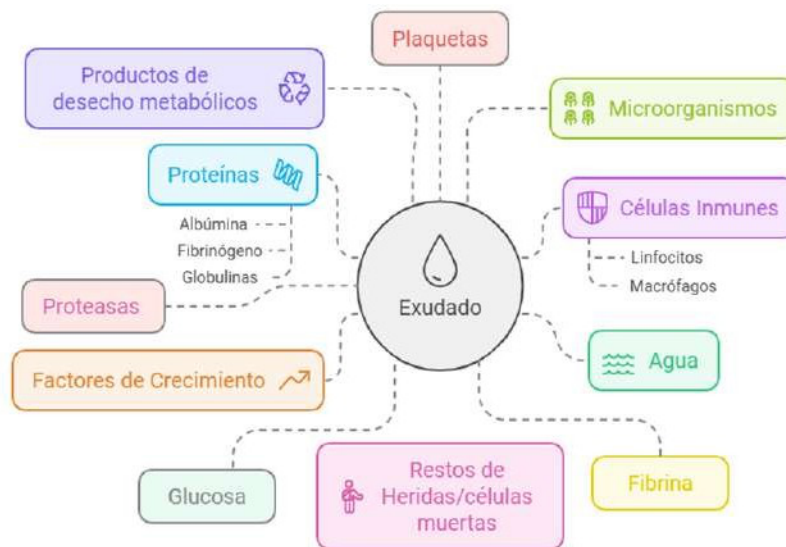 Plaquetas
Productos de
desecho metabólicos
Microorganismos
Proteínas
Albúmina
Fibrinógeno
Globulinas
Células Inmunes
Linfocitos
Macrófagos
Proteasas
Exudado
Factores de Crecimiento
Agua
Glucosa
Restos de
Heridas/células
muertas
Fibrina